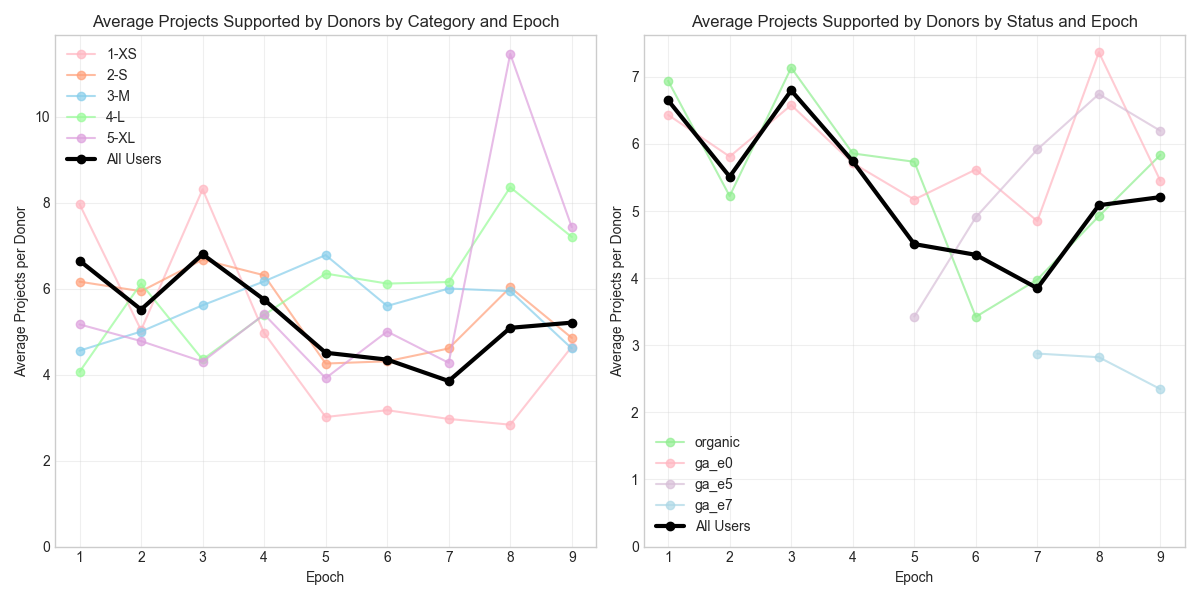 Average Projects Supported by Donors by Category and Epoch
Average Projects per Donor
10
8
6
4
2
0
1-XS
2-S
3-M
4-L
5-XL
All Users
1 2 3 4 5 6 7 8 9
Epoch
Average Projects Supported by Donors by Status and Epoch
Average Projects per Donor
7
6
5
4
3
2
1
0
organic
ga_e0
ga_e5
ga_e7
All Users
1 2 3 4 5 6 7 8 9
Epoch